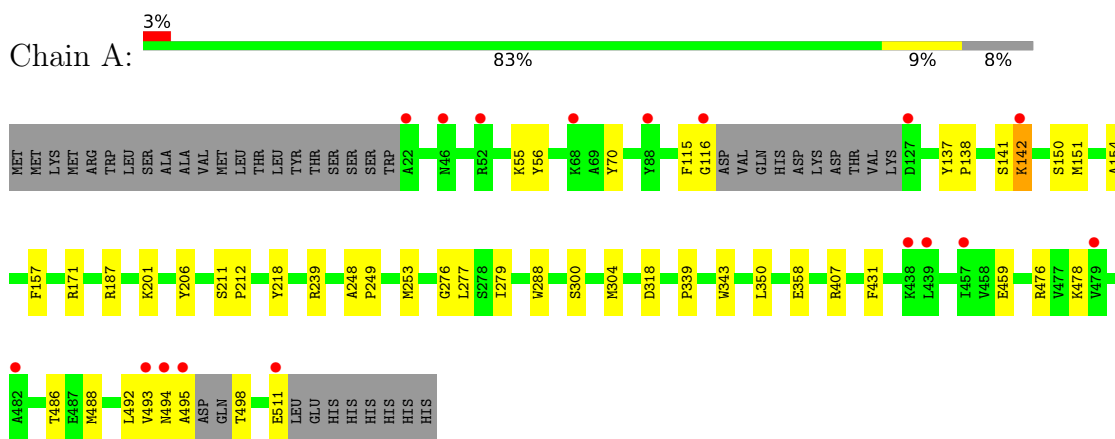 3%
Chain A:
83% 9% 8%
MET MET LYS MET ARG TRP LEU SER ALA ALA VAL MET LEU THR LEU TYR THR SER SER SER TRP A22 N46 R52 K55 Y56 K68 A69 Y70 Y88 F115 G116 ASP VAL GLN HIS ASP LYS ASP THR VAL LYS D127 Y137 P138 S141 K142 S150 M151 A154
F157 R171 R187 K201 Y206 S211 P212 Y218 R239 A248 P249 M253 G276 L277 S278 I279 W288 S300 M304 D318 P339 W343 L350 E358 R407 F431 K438 L439 I457 V458 E459 R476 V477 K478 V479
A482 T486 E487 M488 L492 V493 N494 A495 ASP GLN T498 E511 LEU GLU HIS HIS HIS HIS HIS HIS